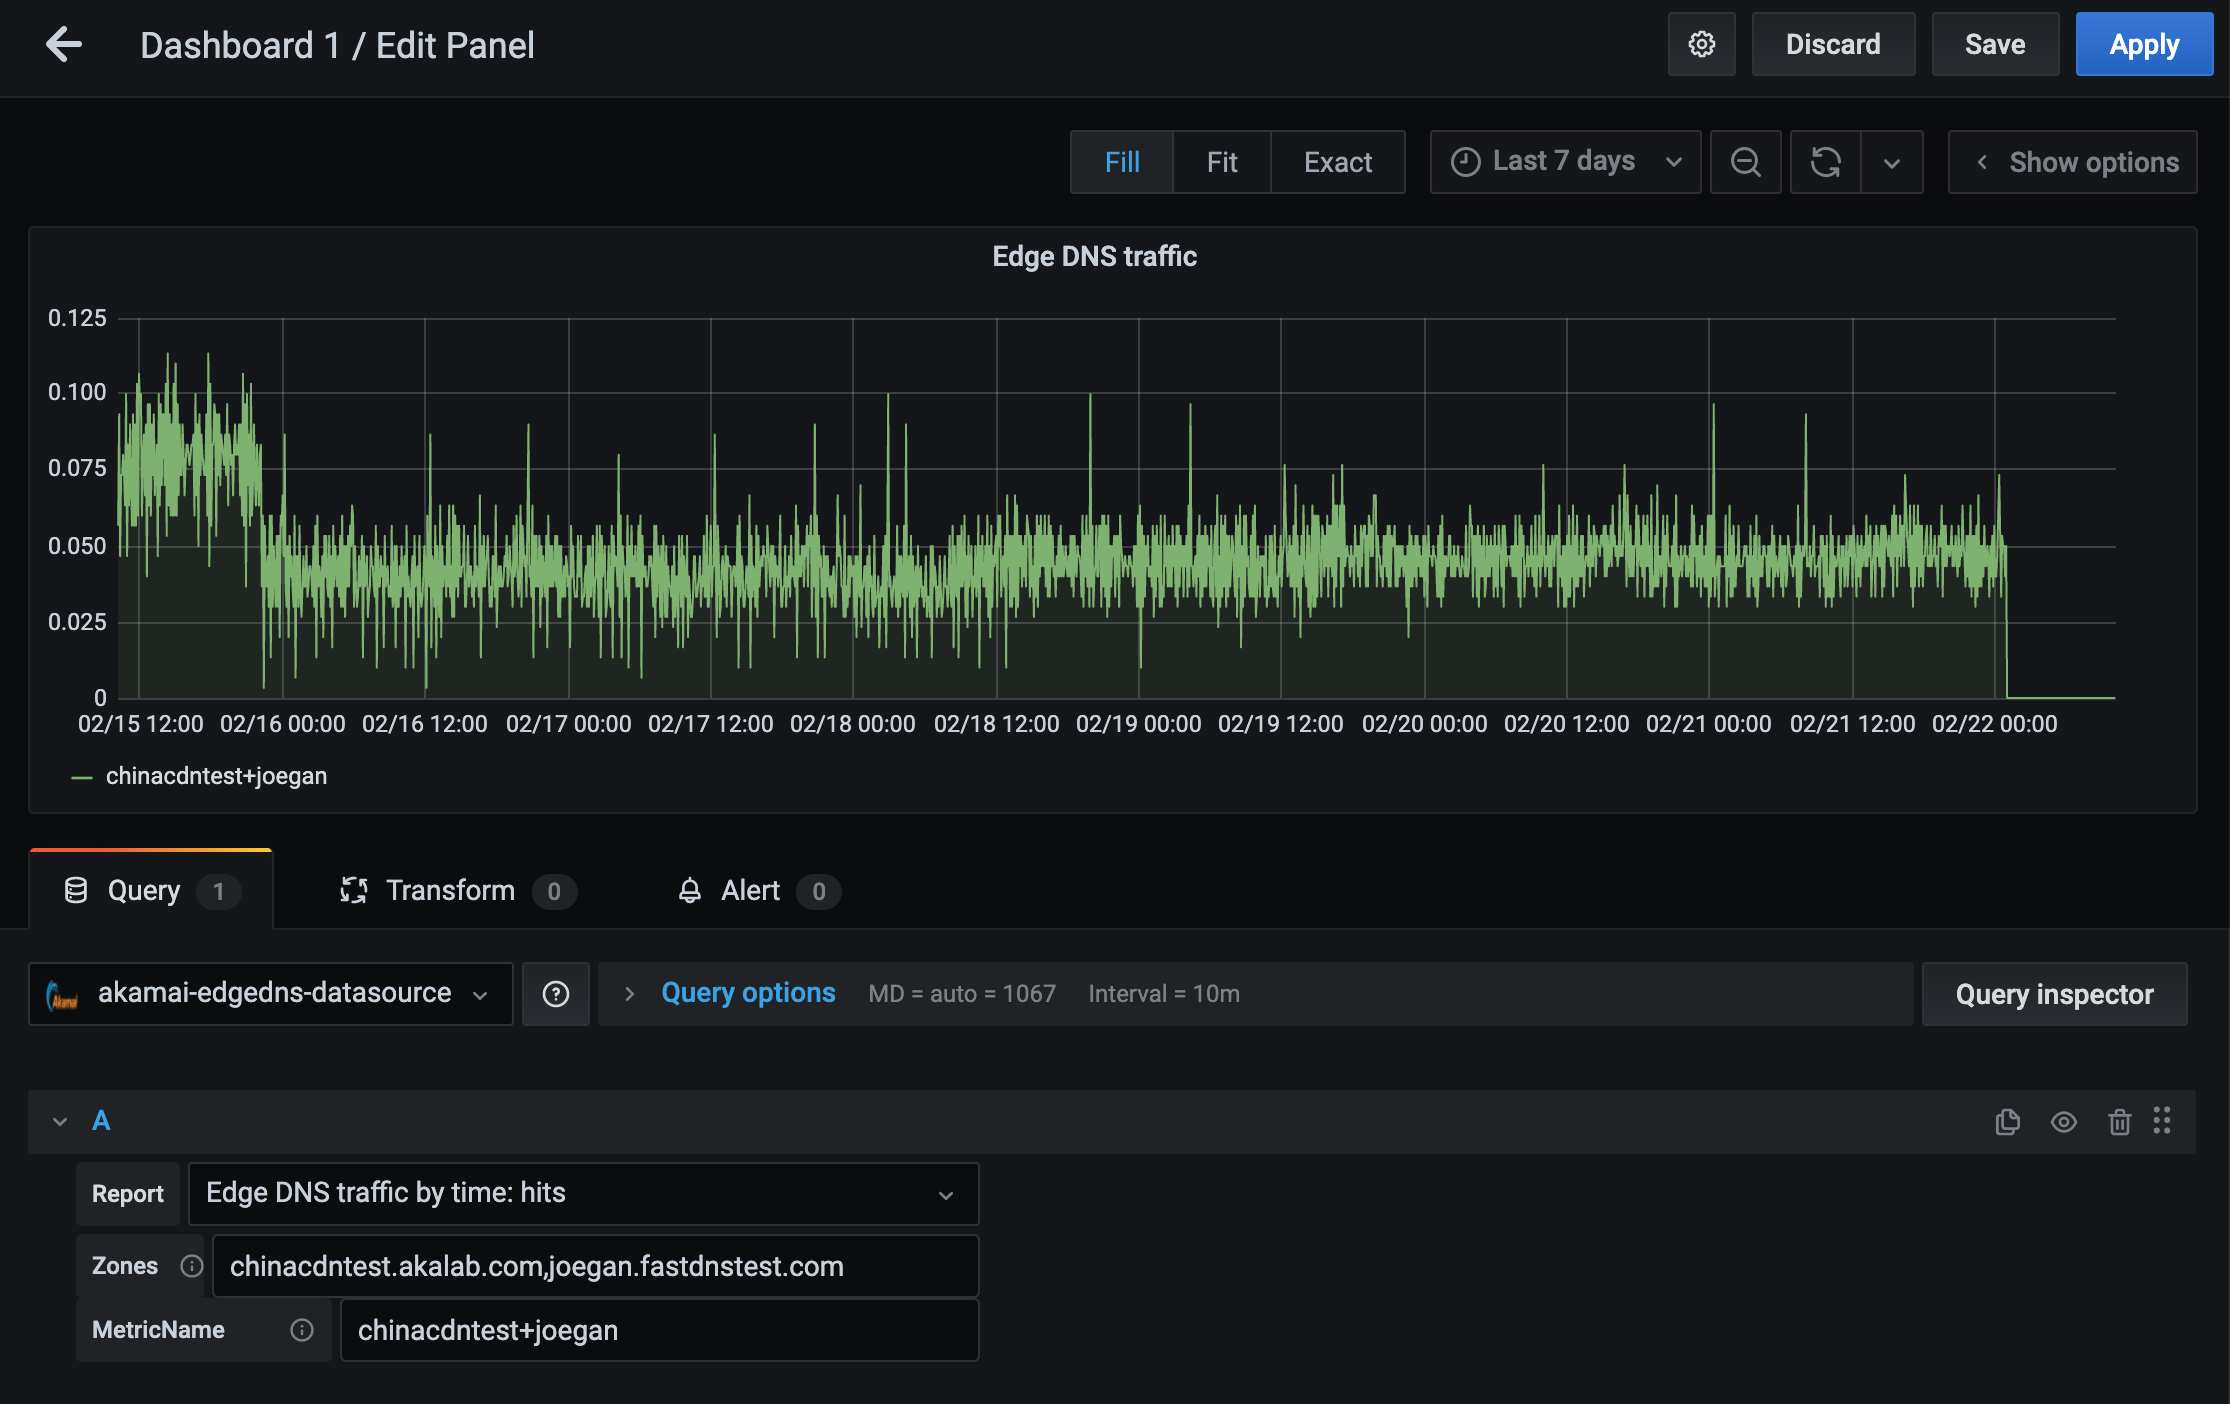 Dashboard 1 / Edit Panel
Discard
Save
Apply
Fill
Fit
Exact
Last 7 days
Show options
Edge DNS traffic
0.125
0.100
0.075
0.050
0.025
0
02/15 12:00 02/16 00:00 02/16 12:00 02/17 00:00 02/17 12:00 02/18 00:00 02/18 12:00 02/19 00:00 02/19 12:00 02/20 00:00 02/20 12:00 02/21 00:00 02/21 12:00 02/22 00:00
chinacdntest+joegan
Query 1
Transform 0
Alert 0
Akamai
akamai-edgedns-datasource
Query options MD = auto = 1067 Interval = 10m
Query inspector
A
Report Edge DNS traffic by time: hits
Zones chinacdntest.akalab.com,joegan.fastdnstest.com
MetricName chinacdntest+joegan